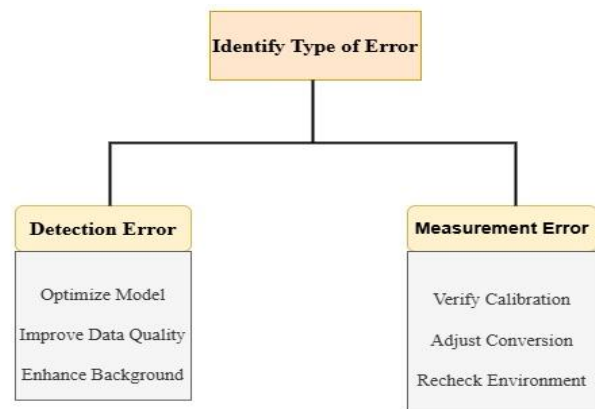 Identify Type of Error
Detection Error
Optimize Model
Improve Data Quality
Enhance Background
Measurement Error
Verify Calibration
Adjust Conversion
Recheck Environment